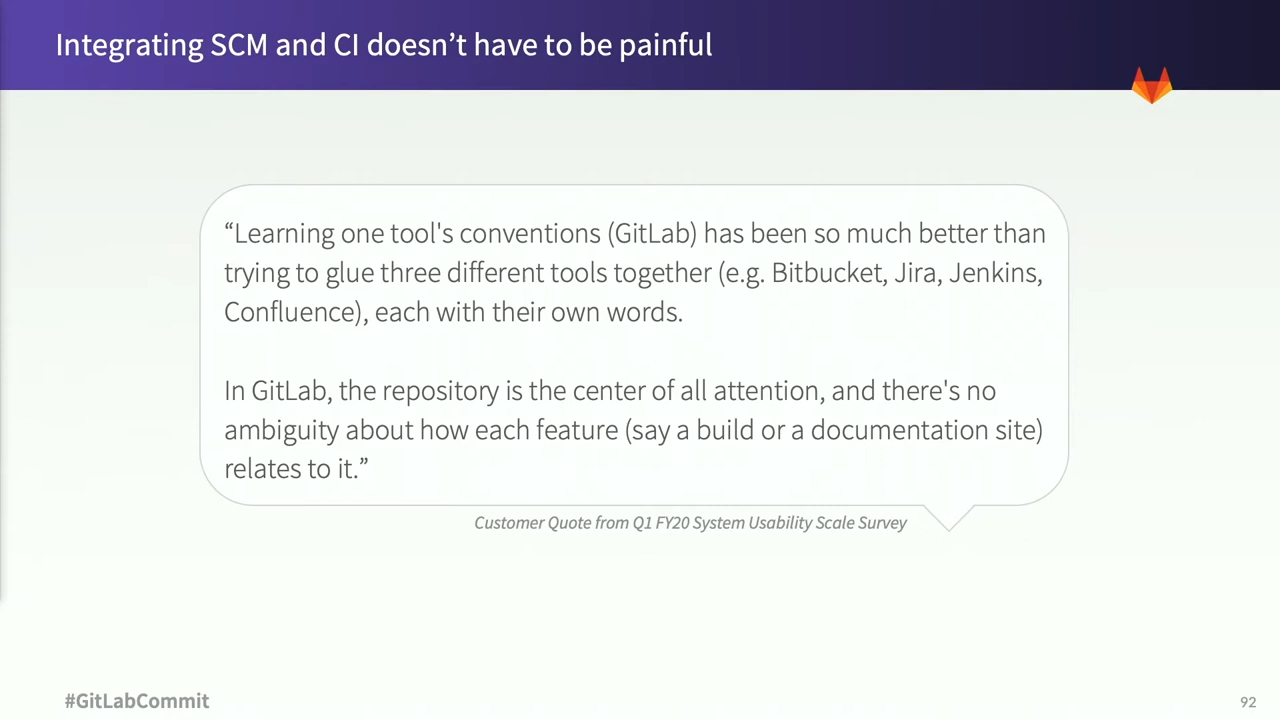 Integrating SCM and CI doesn’t have to be painful
“Learning one tool's conventions (GitLab) has been so much better than
trying to glue three different tools together (e.g. Bitbucket, Jira, Jenkins,
Confluence), each with their own words.
In GitLab, the repository is the center of all attention, and there's no
ambiguity about how each feature (say a build or a documentation site)
relates to it.”
Customer Quote from Q1 FY20 System Usability Scale Survey
#GitLabCommit
92